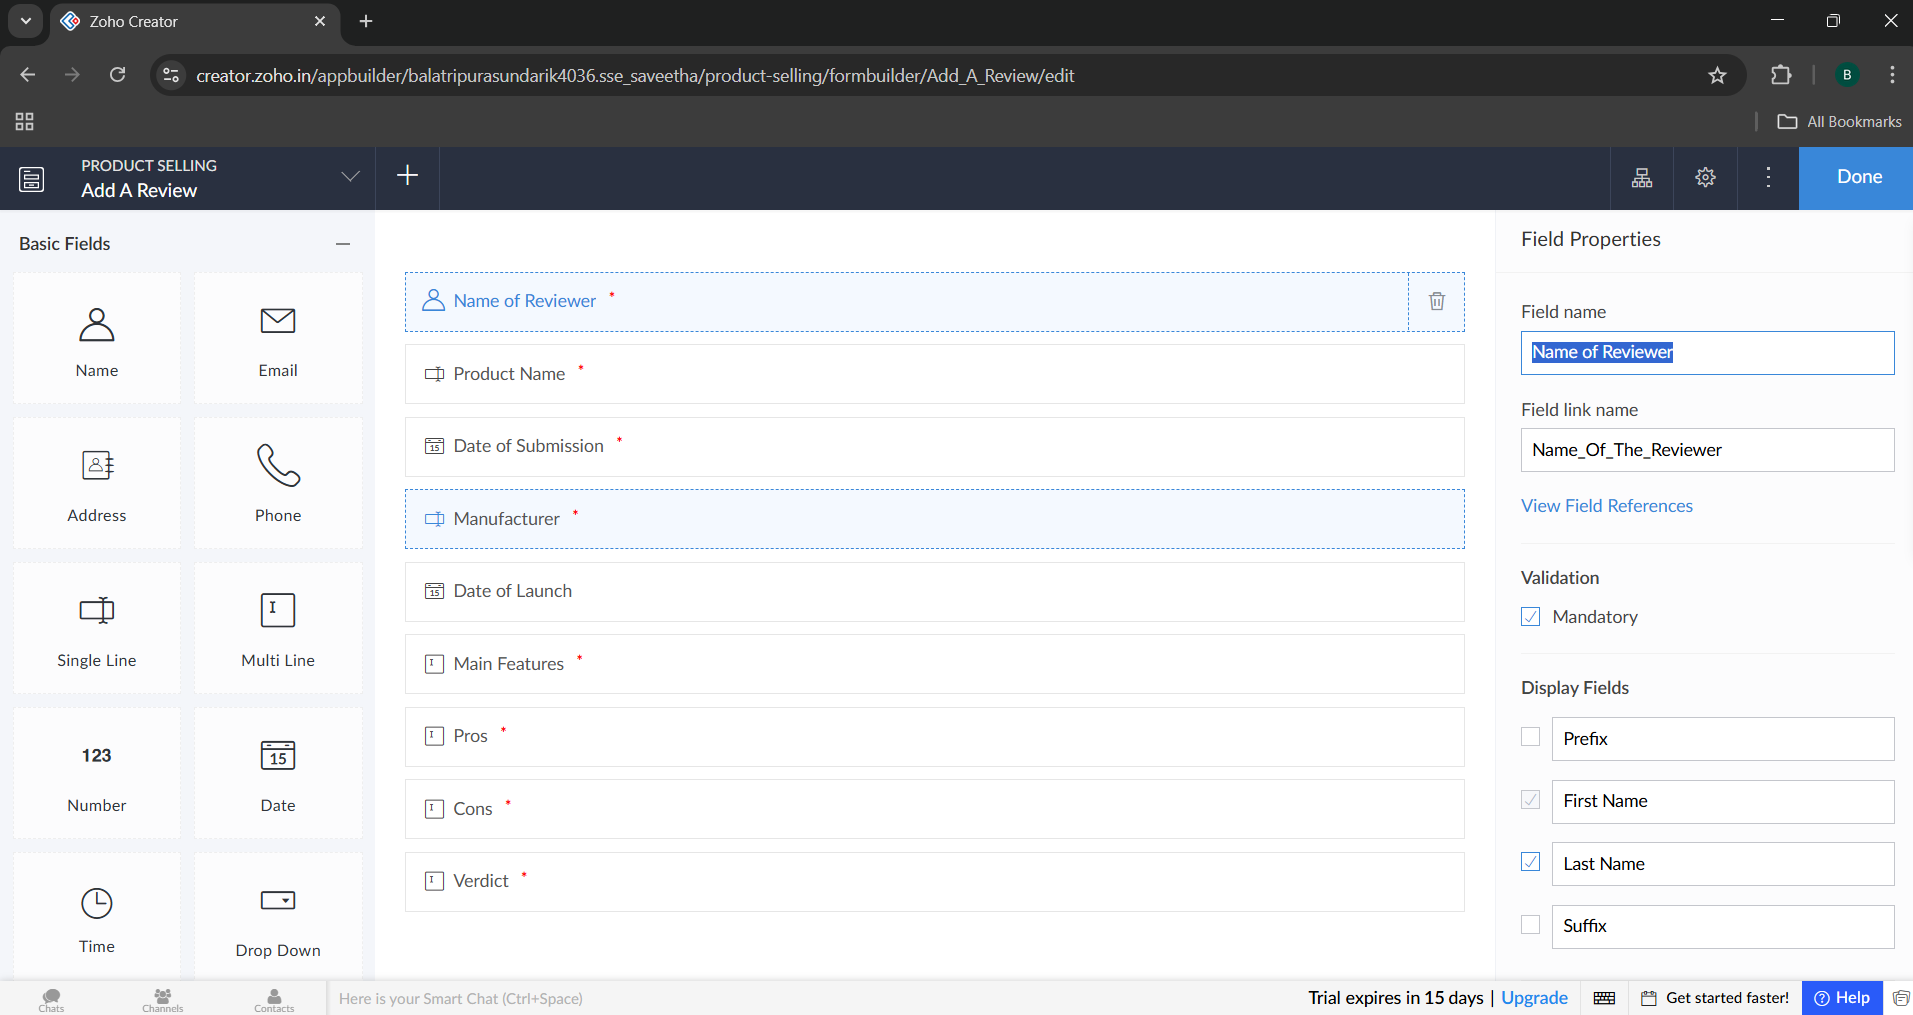 Zoho Creator
creator.zoho.in/appbuilder/balatripurasundarik4036.sse_saveetha/product-selling/formbuilder/Add_A_Review/edit
B
All Bookmarks
PRODUCT SELLING
Add A Review
Done
Basic Fields
Name
Email
Address
Phone
Single Line
Multi Line
123
Number
15
Date
Time
Drop Down
Name of Reviewer *
Product Name *
15 Date of Submission *
Manufacturer *
15 Date of Launch
Main Features *
Pros *
Cons *
Verdict *
Field Properties
Field name
Name of Reviewer
Field link name
Name_Of_The_Reviewer
View Field References
Validation
Mandatory
Display Fields
Prefix
First Name
Last Name
Suffix
Chats
Channels
Contacts
Here is your Smart Chat (Ctrl+Space)
Trial expires in 15 days | Upgrade
Get started faster!
? Help